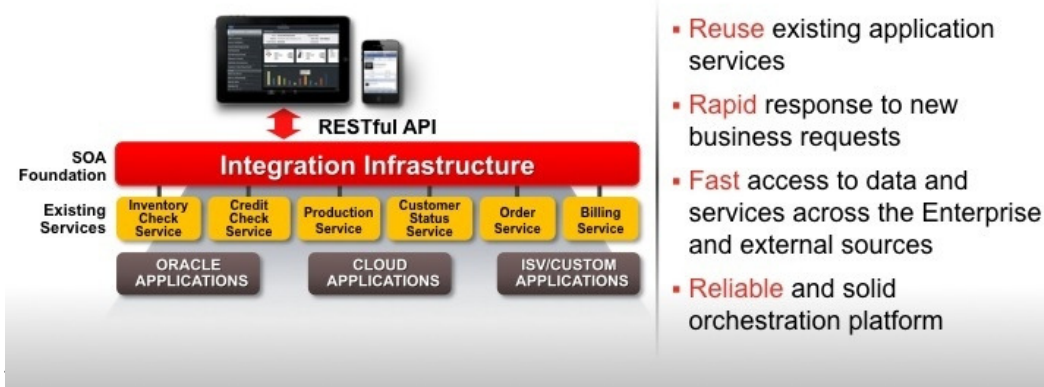 RESTful API
SOA
Foundation
Integration Infrastructure
Existing
Services
Inventory
Check
Service
Credit
Check
Service
Production
Service
Customer
Status
Service
Order
Service
Billing
Service
ORACLE
APPLICATIONS
CLOUD
APPLICATIONS
ISV/CUSTOM
APPLICATIONS
▪ Reuse existing application
services
▪ Rapid response to new
business requests
▪ Fast access to data and
services across the Enterprise
and external sources
▪ Reliable and solid
orchestration platform